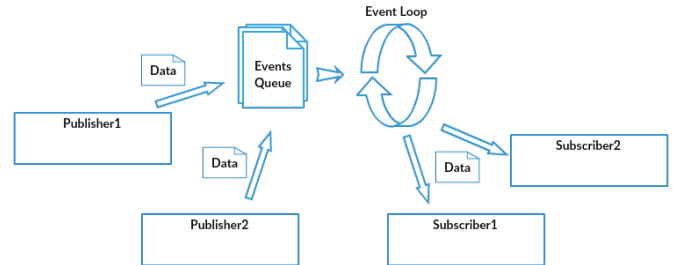 Event Loop
Events
Queue
Data
Publisher1
Data
Publisher2
Data
Subscriber2
Subscriber1